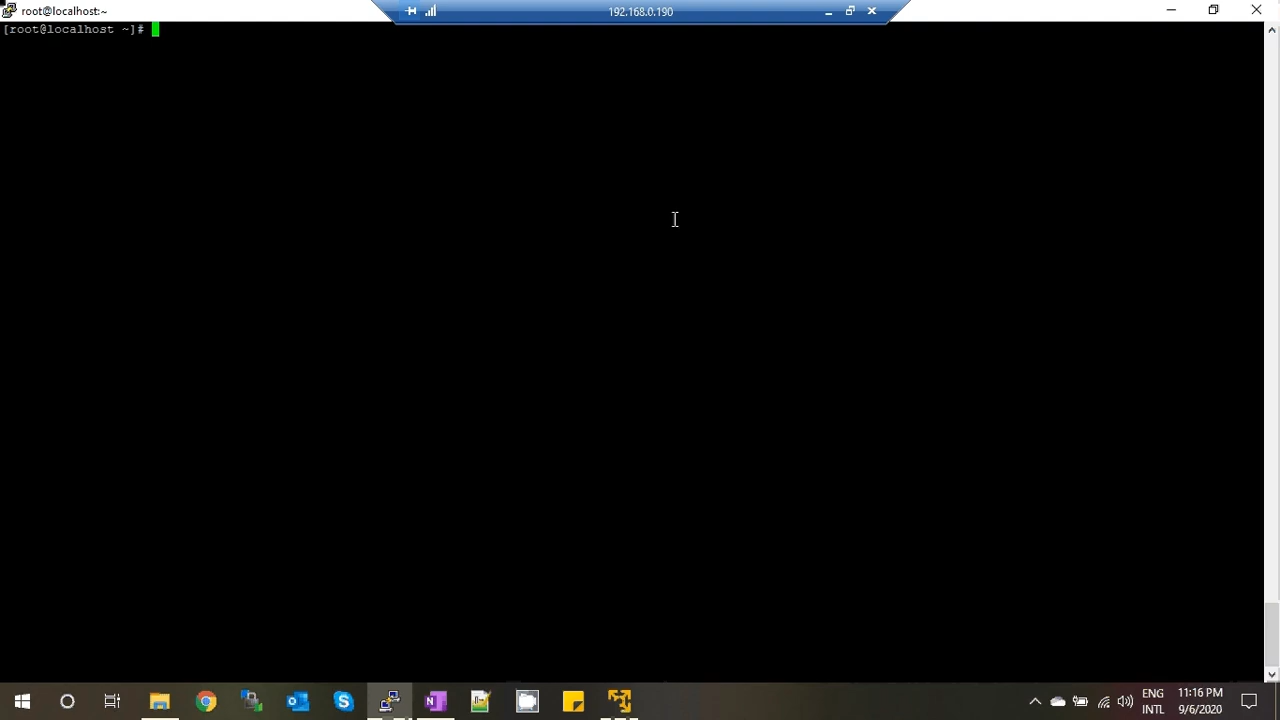 root@localhost:~
192.168.0.190
[root@localhost ~]#
ENG
INTL
11:16 PM
9/6/2020